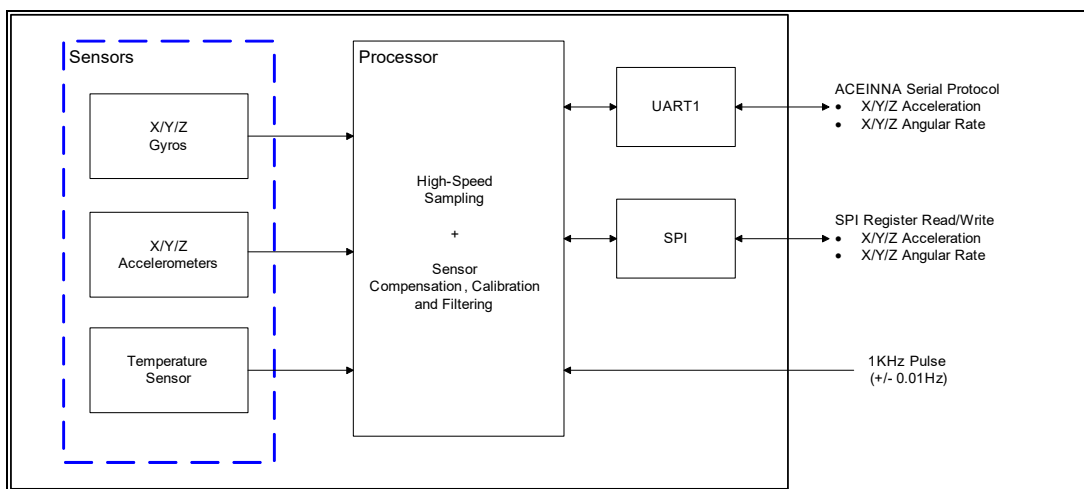 Sensors
X/Y/Z
Gyros
X/Y/Z
Accelerometers
Temperature
Sensor
Processor
High-Speed
Sampling
+
Sensor
Compensation, Calibration
and Filtering
UART1
SPI
ACEINNA Serial Protocol
• X/Y/Z Acceleration
• X/Y/Z Angular Rate
SPI Register Read/Write
• X/Y/Z Acceleration
• X/Y/Z Angular Rate
1KHz Pulse
(+/- 0.01Hz)